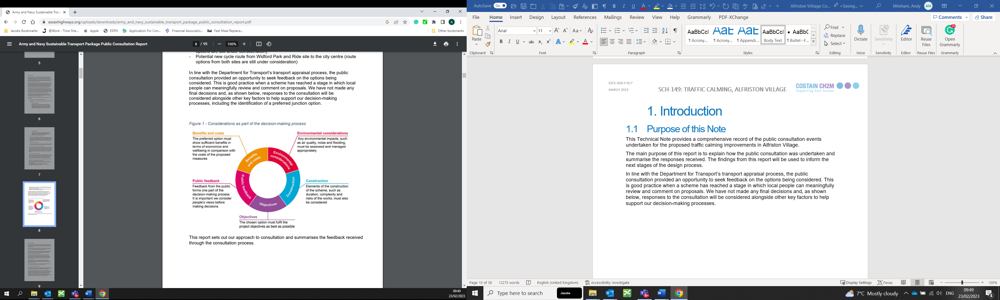 Army and Navy Sustainable Tran
essexhighways.org/uploads/downloads/army_and_navy_sustainable_transport_package_public_consultation_report.pdf
Jacobs Bookmarks
@Work - Time She...
Apple
ESPN
Application For Con...
Financial Associatio...
Feel Meal Replace...
Other bookmarks
Army and Navy Sustainable Transport Package Public Consultation Report
8 / 95
100%
5
6
7
8
9
options are still under consideration)
- Potential new cycle route from Widford Park and Ride site to the city centre (route
options from both sites are still under consideration)
In line with the Department for Transport's transport appraisal process, the public
consultation provided an opportunity to seek feedback on the options being
considered. This is good practice when a scheme has reached a stage in which local
people can meaningfully review and comment on proposals. We have not made any
final decisions and, as shown below, responses to the consultation will be
considered alongside other key factors to help support our decision-making
processes, including the identification of a preferred junction option.
Figure 1 - Considerations as part of the decision-making process
Benefits and costs
The preferred option must
show sufficient benefits in
terms of economics and
wellbeing in comparison with
the costs of the proposed
measures
Environmental considerations
Any environmental impacts, such
as air quality, noise and flooding,
must be assessed and managed
appropriately
Benefits
and costs
Environmental
considerations
Public feedback
Construction
Objectives
Public feedback
Feedback from the public
forms one part of the
decision-making process.
It is important we consider
people's views before
making decisions
Construction
Elements of the construction
of the scheme, such as
duration, complexity and
risks of the works, must also
be considered
Objectives
The chosen option must fulfil the
project objectives as best as possible
This report sets out our approach to consultation and summarises the feedback received
through the consultation process.
09:49
23/02/2023
AutoSave On
Alfriston Villiage Co...
• Saving...
Mileham, Andy
AM
File
Home
Insert
Design
Layout
References
Mailings
Review
View
Help
Grammarly
PDF-XChange
Comments
Share
Paste
Clipboard
Arial
11
Font
Paragraph
AaBbCcI
¶ Acrony...
AaE
¶ Acrony...
AaE
¶ Appendi...
AaBbCcI
Body Text
• AaBbC
¶ Bullet--F...
Styles
Find
Replace
Select
Editing
Dictate
Voice
Sensitivity
Sensitivity
Editor
Editor
Reuse
Files
Reuse Files
Open
Grammarly
Grammarly
ESCC-SD6-F-017
MARCH 2023
SCH-149: TRAFFIC CALMING, ALFRISTON VILLAGE
COSTAIN CH2M
Supporting East Sussex
1. Introduction
1.1 Purpose of this Note
This Technical Note provides a comprehensive record of the public consultation events
undertaken for the proposed traffic calming improvements in Alfriston Village.
The main purpose of this report is to explain how the public consultation was undertaken and
summarise the responses received. The findings from this report will be used to inform the
next stages of the design process.
In line with the Department for Transport's transport appraisal process, the public
consultation provided an opportunity to seek feedback on the options being considered. This
is good practice when a scheme has reached a stage in which local people can meaningfully
review and comment on proposals. We have not made any final decisions and, as shown
below, responses to the consultation will be considered alongside other key factors to help
support our decision-making processes.
Page 10 of 38
12275 words
English (United Kingdom)
Accessibility: Investigate
Display Settings
Focus
100%
Type here to search
Jacobs
7°C Mostly cloudy
ENG
09:49
23/02/2023
4